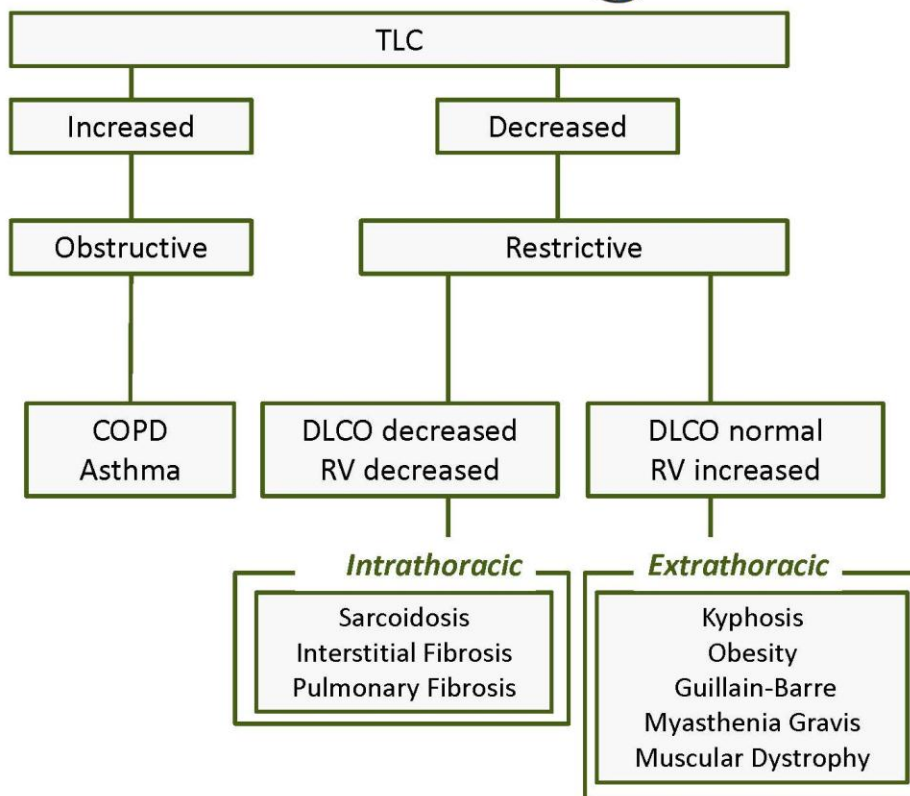 TLC
Increased
Decreased
Obstructive
Restrictive
COPD
Asthma
DLCO decreased
RV decreased
DLCO normal
RV increased
Intrathoracic
Sarcoidosis
Interstitial Fibrosis
Pulmonary Fibrosis
Extrathoracic
Kyphosis
Obesity
Guillain-Barre
Myasthenia Gravis
Muscular Dystrophy